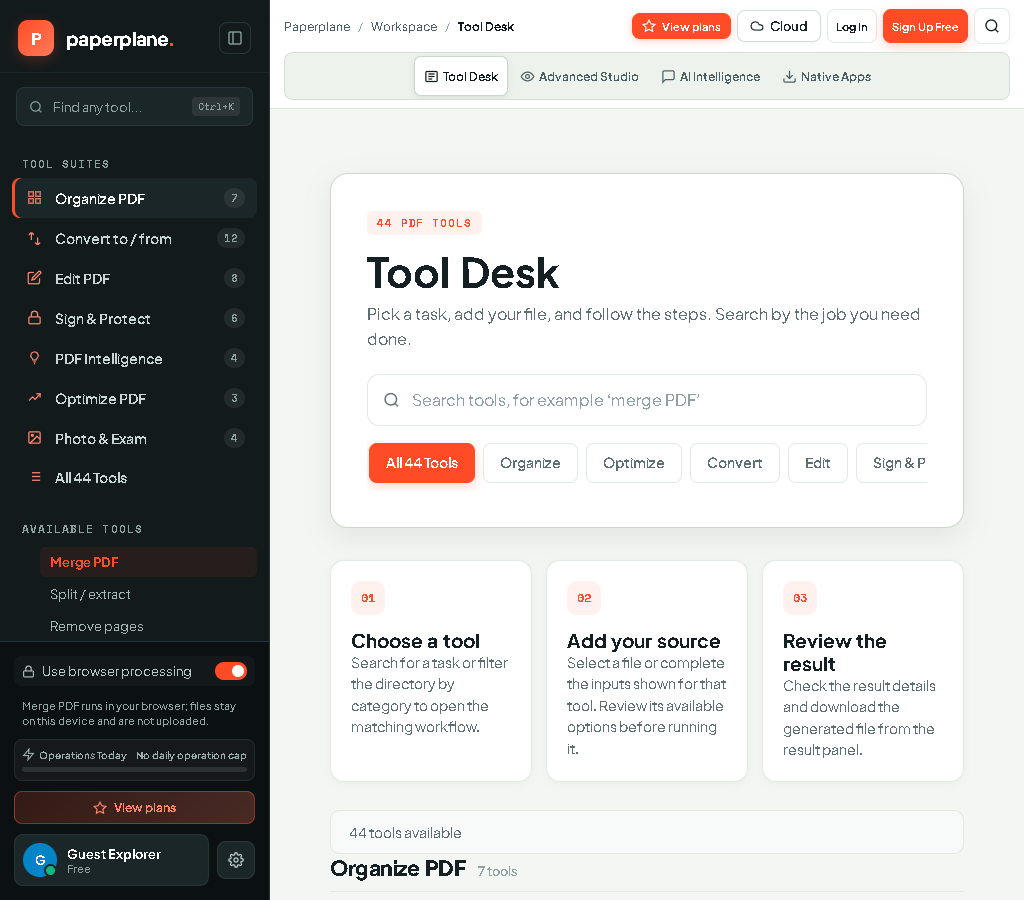 P
paperplane.
Find any tool...
Ctrl+K
TOOL SUITES
Organize PDF 7
Convert to / from 12
Edit PDF 8
Sign & Protect 6
PDF Intelligence 4
Optimize PDF 3
Photo & Exam 4
All 44 Tools
AVAILABLE TOOLS
Merge PDF
Split / extract
Remove pages
Use browser processing
Merge PDF runs in your browser; files stay
on this device and are not uploaded.
Operations Today No daily operation cap
View plans
G
Guest Explorer
Free
Paperplane / Workspace / Tool Desk
View plans
Cloud
Log In
Sign Up Free
Tool Desk
Advanced Studio
AI Intelligence
Native Apps
44 PDF TOOLS
Tool Desk
Pick a task, add your file, and follow the steps. Search by the job you need
done.
Search tools, for example ‘merge PDF’
All 44 Tools
Organize
Optimize
Convert
Edit
Sign & P
01
Choose a tool
Search for a task or filter
the directory by
category to open the
matching workflow.
02
Add your source
Select a file or complete
the inputs shown for that
tool. Review its available
options before running
it.
03
Review the
result
Check the result details
and download the
generated file from the
result panel.
44 tools available
Organize PDF 7 tools